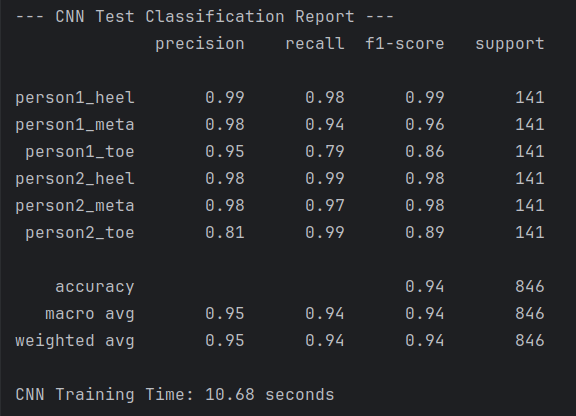 --- CNN Test Classification Report ---
precision recall f1-score support
person1_heel 0.99 0.98 0.99 141
person1_meta 0.98 0.94 0.96 141
person1_toe 0.95 0.79 0.86 141
person2_heel 0.98 0.99 0.98 141
person2_meta 0.98 0.97 0.98 141
person2_toe 0.81 0.99 0.89 141
accuracy 0.94 846
macro avg 0.95 0.94 0.94 846
weighted avg 0.95 0.94 0.94 846
CNN Training Time: 10.68 seconds